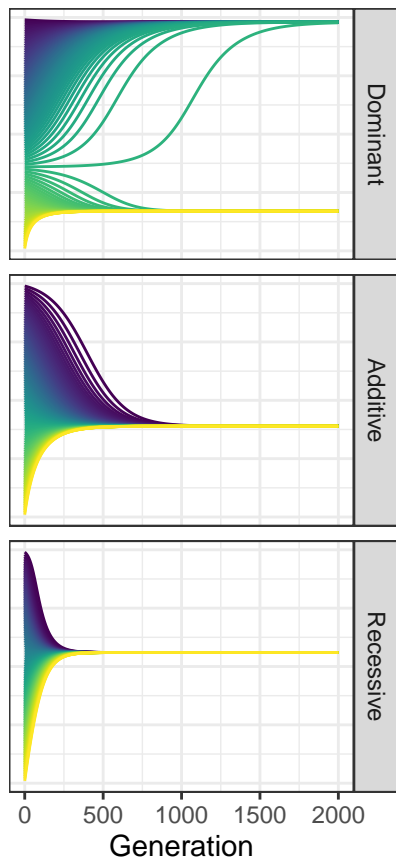 Dominant
Additive
Recessive
0 500 1000 1500 2000
Generation